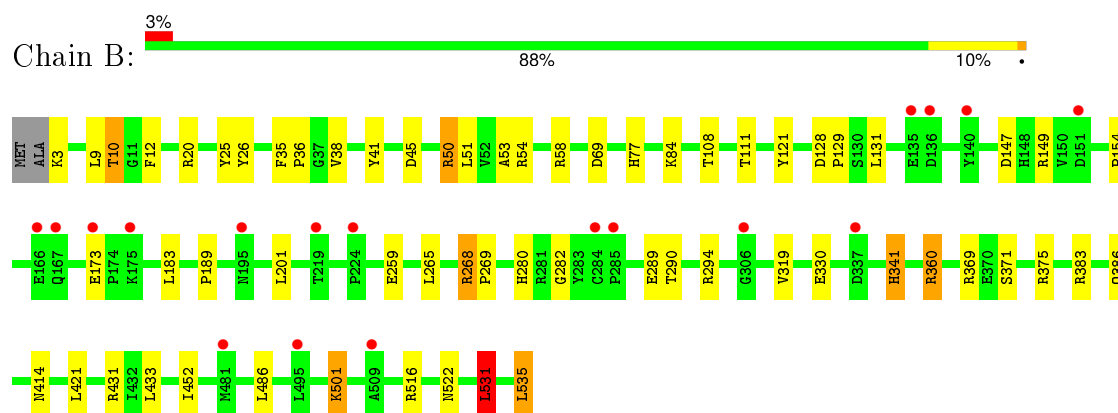 3%
Chain B:
88% 10% •
MET ALA K3 L9 T10 G11 F12 R20 Y25 Y26 F35 P36 G37 V38 Y41 D45 R50 L51 V52 A53 R54 R58 D69 H77 K84 T108 T111 Y121 D128 P129 S130 L131 E135 D136 Y140 D147 H148 R149 V150 D151 P154
E166 Q167 E173 P174 K175 L183 P189 N195 L201 T219 P224 E259 L265 R268 P269 H280 R281 G282 Y283 C284 P285 E289 T290 R294 G306 V319 E330 D337 H341 R360 R369 E370 S371 R375 R383 Q386
N414 L421 R431 I432 L433 I452 M481 L486 L495 K501 A509 R516 N522 L531 L535